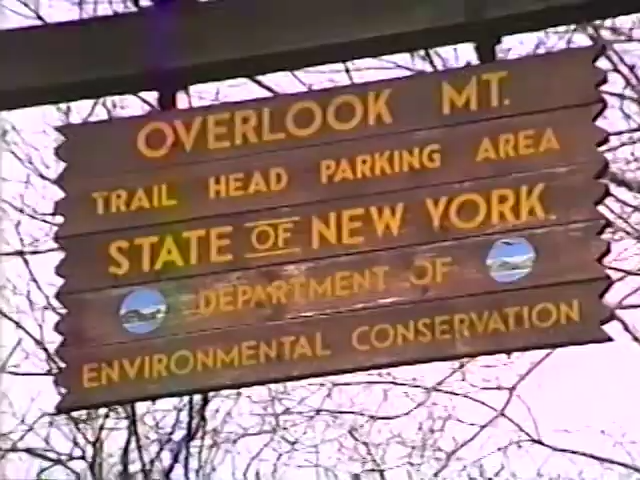 OVERLOOK MT.
TRAIL HEAD PARKING AREA
STATE OF NEW YORK.
DEPARTMENT OF
ENVIRONMENTAL CONSERVATION